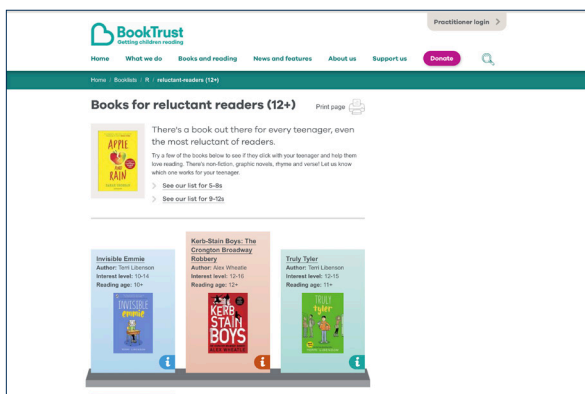 Practitioner login
BookTrust
Getting children reading
Home What we do Books and reading News and features About us Support us Donate
Home / Booklists / R / reluctant-readers (12+)
Books for reluctant readers (12+)
Print page
There's a book out there for every teenager, even
the most reluctant of readers.
Try a few of the books below to see if they click with your teenager and help them
love reading. There's non-fiction, graphic novels, rhyme and verse! Let us know
which one works for your teenager.
See our list for 5-8s
See our list for 9-12s
APPLE
and
RAIN
Invisible Emmie
Author: Terri Libenson
Interest level: 10-14
Reading age: 10+
INVISIBLE
emmie
Kerb-Stain Boys: The
Crongton Broadway
Robbery
Author: Alex Wheatle
Interest level: 12-16
Reading age: 12+
KERB
STAIN
BOYS
ALEX WHEATLE
Truly Tyler
Author: Terri Libenson
Interest level: 12-15
Reading age: 11+
TRULY
tyler